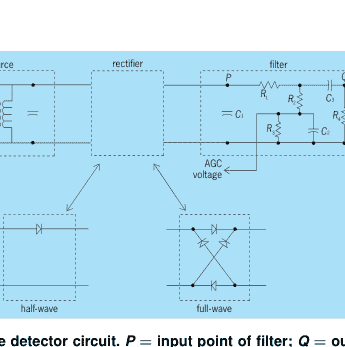 rce rectifier filter
P Q
R₁ R₂ C₃
C₁ R₃ C₂ R₄
AGC
voltage
half-wave full-wave
e detector circuit. P = input point of filter; Q = ou